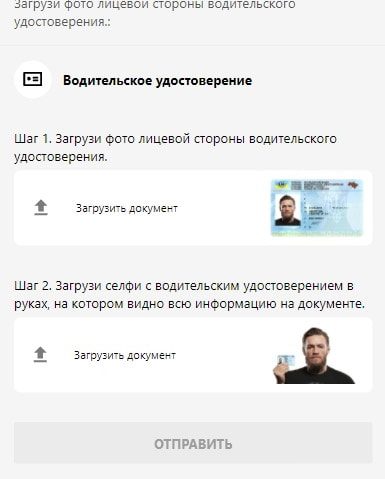 Загрузи фото лицевой стороны водительского
удостоверения.:
Водительское удостоверение
Шаг 1. Загрузи фото лицевой стороны водительского
удостоверения.
Загрузить документ
Шаг 2. Загрузи селфи с водительским удостоверением в
руках, на котором видно всю информацию на документе.
Загрузить документ
ОТПРАВИТЬ